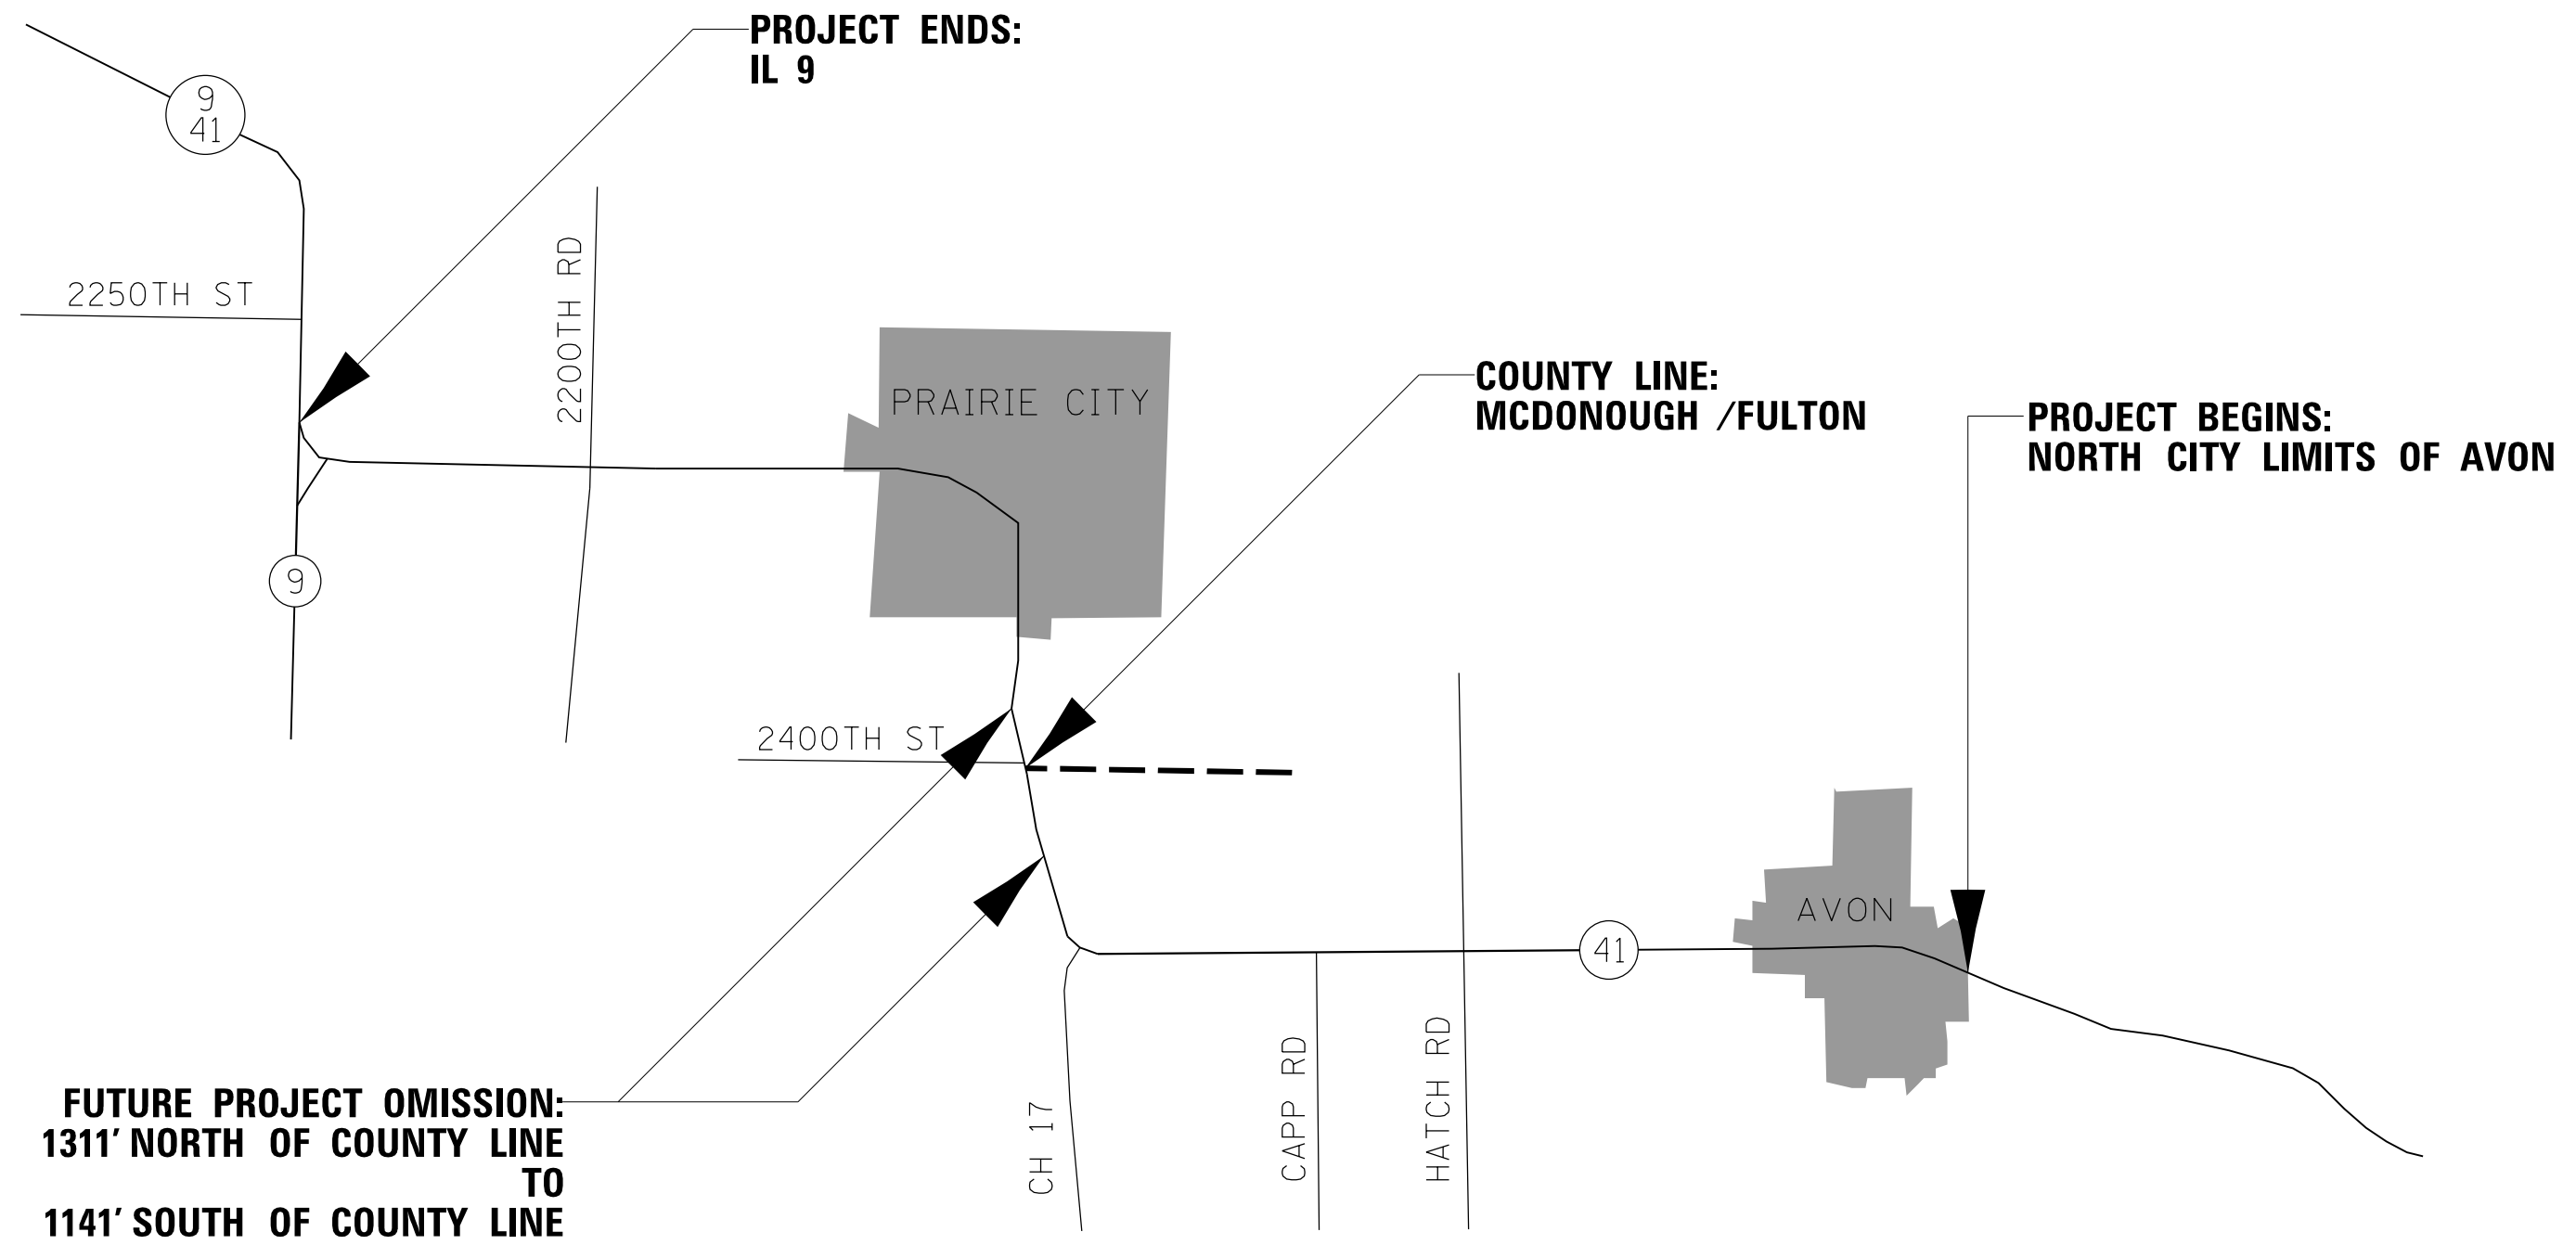 PROJECT ENDS:
IL 9
9
41
2250TH ST
2200TH RD
PRAIRIE CITY
COUNTY LINE:
MCDONOUGH /FULTON
PROJECT BEGINS:
NORTH CITY LIMITS OF AVON
9
2400TH ST
AVON
41
FUTURE PROJECT OMISSION:
1311' NORTH OF COUNTY LINE
TO
1141' SOUTH OF COUNTY LINE
CH 17
CAPP RD
HATCH RD